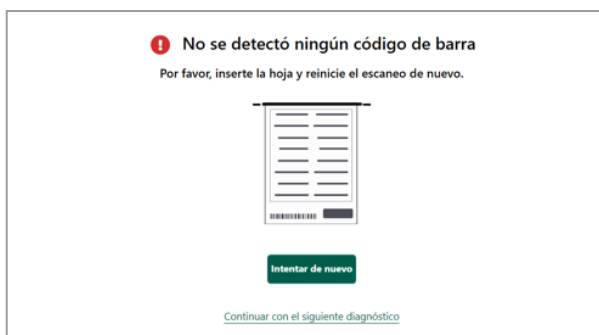 No se detectó ningún código de barra
Por favor, inserte la hoja y reinicie el escaneo de nuevo.
Intentar de nuevo
Continuar con el siguiente diagnóstico